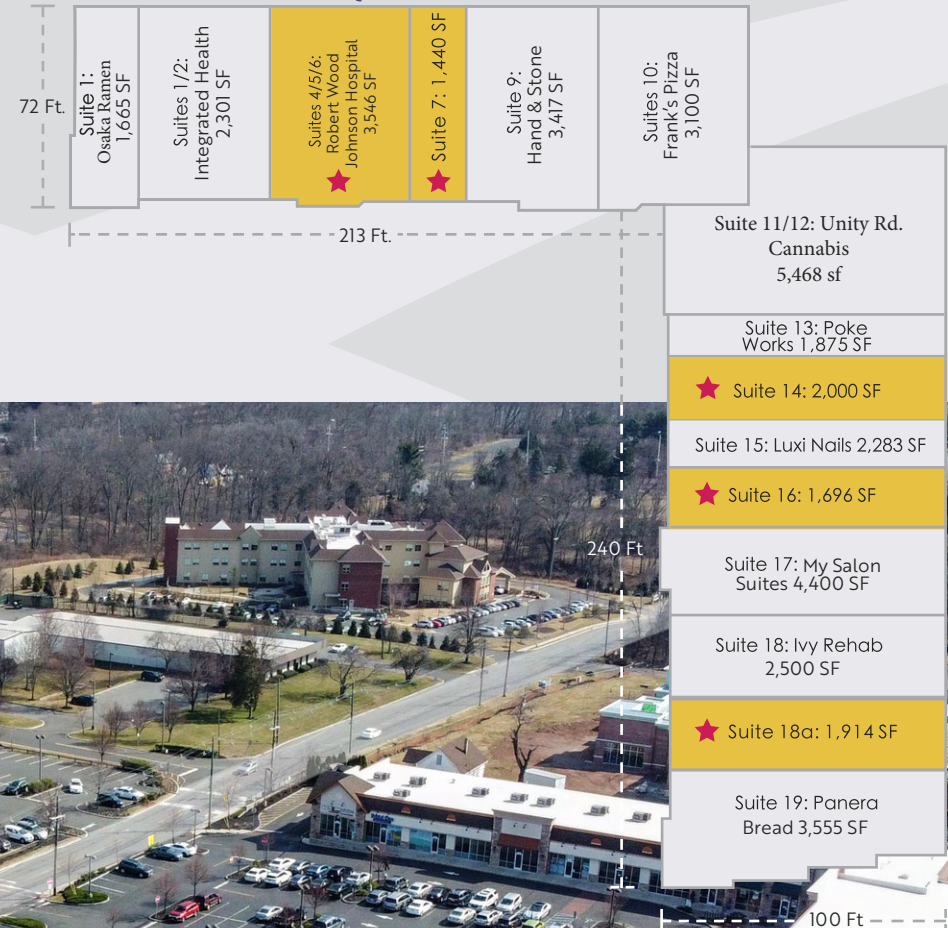 72 Ft.
Suite 1:
Osaka Ramen
1,665 SF
Suites 1/2:
Integrated Health
2,301 SF
Suites 4/5/6:
Robert Wood
Johnson Hospital
3,546 SF
Suite 7: 1,440 SF
Suite 9:
Hand & Stone
3,417 SF
Suites 10:
Frank's Pizza
3,100 SF
213 Ft.
Suite 11/12: Unity Rd.
Cannabis
5,468 sf
Suite 13: Poke
Works 1,875 SF
Suite 14: 2,000 SF
Suite 15: Luxi Nails 2,283 SF
Suite 16: 1,696 SF
240 Ft
Suite 17: My Salon
Suites 4,400 SF
Suite 18: Ivy Rehab
2,500 SF
Suite 18a: 1,914 SF
Suite 19: Panera
Bread 3,555 SF
100 Ft